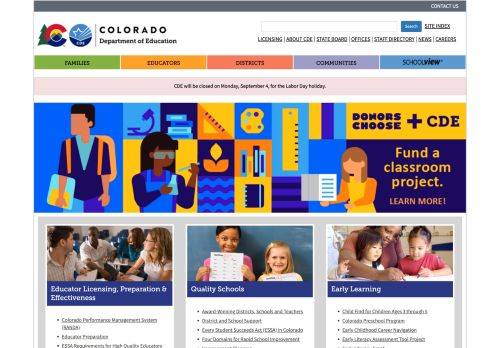 CONTACT US
COLORADO
Department of Education
CDE
Search
SITE INDEX
LICENSING | ABOUT CDE | STATE BOARD | OFFICES | STAFF DIRECTORY | NEWS | CAREERS
FAMILIES
EDUCATORS
DISTRICTS
COMMUNITIES
SCHOOLVIEW
CDE will be closed on Monday, September 4, for the Labor Day holiday.
DONORS CHOOSE + CDE
Fund a
classroom
project.
LEARN MORE!
Educator Licensing, Preparation &
Effectiveness
Colorado Performance Management System
(RANDA)
Educator Preparation
ESSA Requirements for High Quality Educators
Quality Schools
Award-Winning Districts, Schools and Teachers
District and School Support
Every Student Succeeds Act (ESSA) in Colorado
Four Domains for Rapid School Improvement
Early Learning
Child Find for Children Ages 3 through 5
Colorado Preschool Program
Early Childhood Career Navigation
Early Literacy Assessment Tool Project